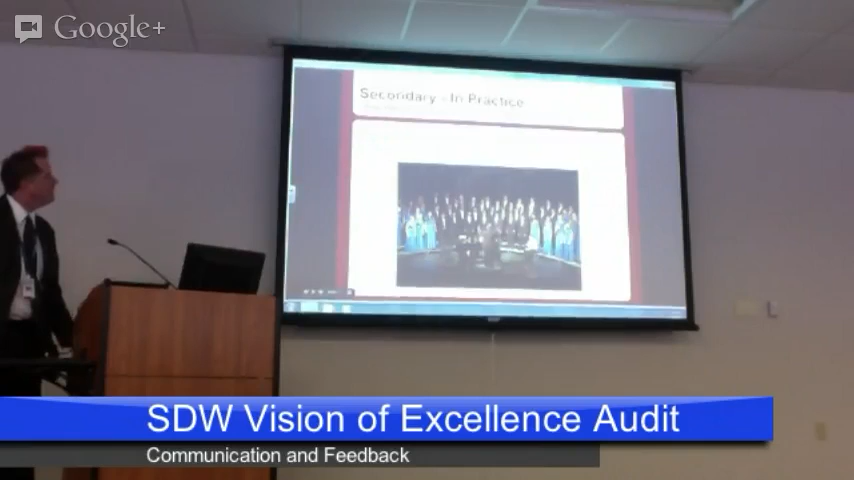 Google+
Secondary - In Practice
SDW Vision of Excellence Audit
Communication and Feedback